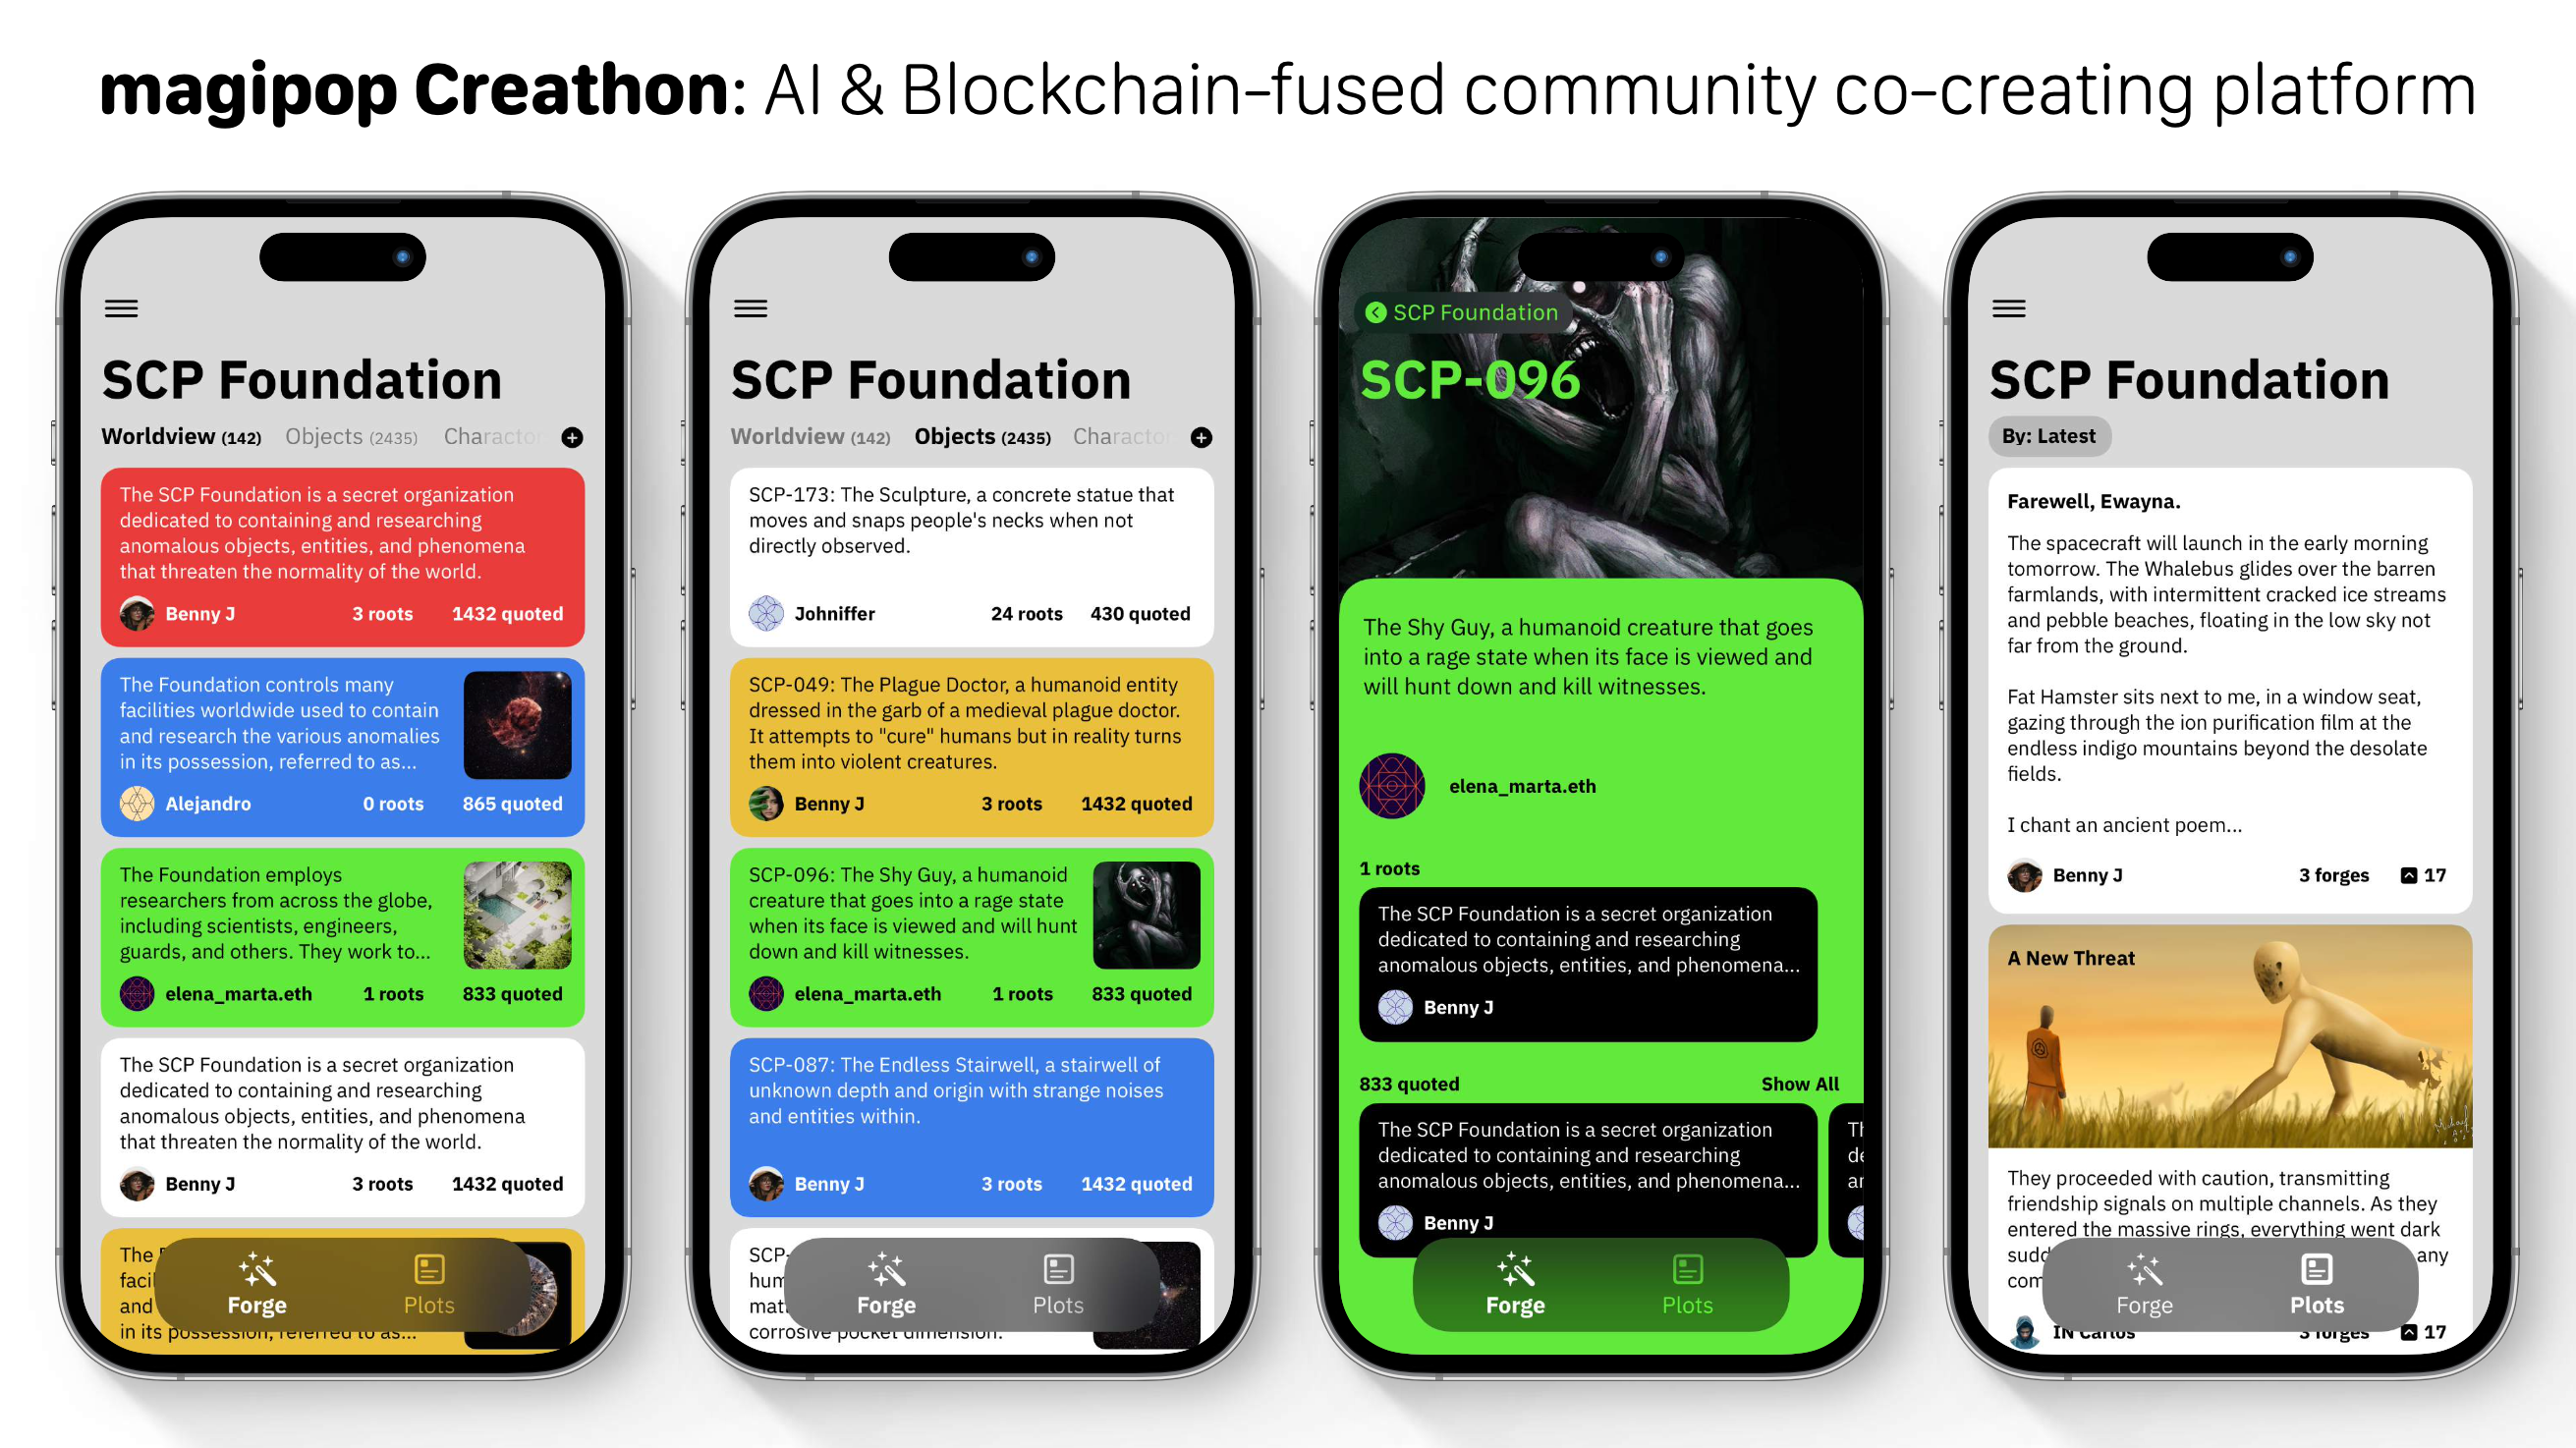 magipop Creathon: AI & Blockchain-fused community co-creating platform
SCP Foundation
Worldview (142) Objects (2435) Charactor
The SCP Foundation is a secret organization
dedicated to containing and researching
anomalous objects, entities, and phenomena
that threaten the normality of the world.
Benny J 3 roots 1432 quoted
The Foundation controls many
facilities worldwide used to contain
and research the various anomalies
in its possession, referred to as...
Alejandro 0 roots 865 quoted
The Foundation employs
researchers from across the globe,
including scientists, engineers,
guards, and others. They work to...
elena_marta.eth 1 roots 833 quoted
The SCP Foundation is a secret organization
dedicated to containing and researching
anomalous objects, entities, and phenomena
that threaten the normality of the world.
Benny J 3 roots 1432 quoted
The
facil
and
in its possession, referred to as...
Forge Plots
SCP Foundation
Worldview (142) Objects (2435) Charactor
SCP-173: The Sculpture, a concrete statue that
moves and snaps people's necks when not
directly observed.
Johniffer 24 roots 430 quoted
SCP-049: The Plague Doctor, a humanoid entity
dressed in the garb of a medieval plague doctor.
It attempts to "cure" humans but in reality turns
them into violent creatures.
Benny J 3 roots 1432 quoted
SCP-096: The Shy Guy, a humanoid
creature that goes into a rage state
when its face is viewed and will hunt
down and kill witnesses.
elena_marta.eth 1 roots 833 quoted
SCP-087: The Endless Stairwell, a stairwell of
unknown depth and origin with strange noises
and entities within.
Benny J 3 roots 1432 quoted
SCP-
hum
mat
corrosive pocket dimension.
Forge Plots
SCP Foundation
SCP-096
The Shy Guy, a humanoid creature that goes
into a rage state when its face is viewed and
will hunt down and kill witnesses.
elena_marta.eth
1 roots
The SCP Foundation is a secret organization
dedicated to containing and researching
anomalous objects, entities, and phenomena...
Benny J
833 quoted Show All
The SCP Foundation is a secret organization
dedicated to containing and researching
anomalous objects, entities, and phenomena...
Benny J
Th
de
an
Forge Plots
SCP Foundation
By: Latest
Farewell, Ewayna.
The spacecraft will launch in the early morning
tomorrow. The Whalebus glides over the barren
farmlands, with intermittent cracked ice streams
and pebble beaches, floating in the low sky not
far from the ground.
Fat Hamster sits next to me, in a window seat,
gazing through the ion purification film at the
endless indigo mountains beyond the desolate
fields.
I chant an ancient poem...
Benny J 3 forges 17
A New Threat
They proceeded with caution, transmitting
friendship signals on multiple channels. As they
entered the massive rings, everything went dark
sudd any
com
IN Carlos 3 forges 17
Forge Plots